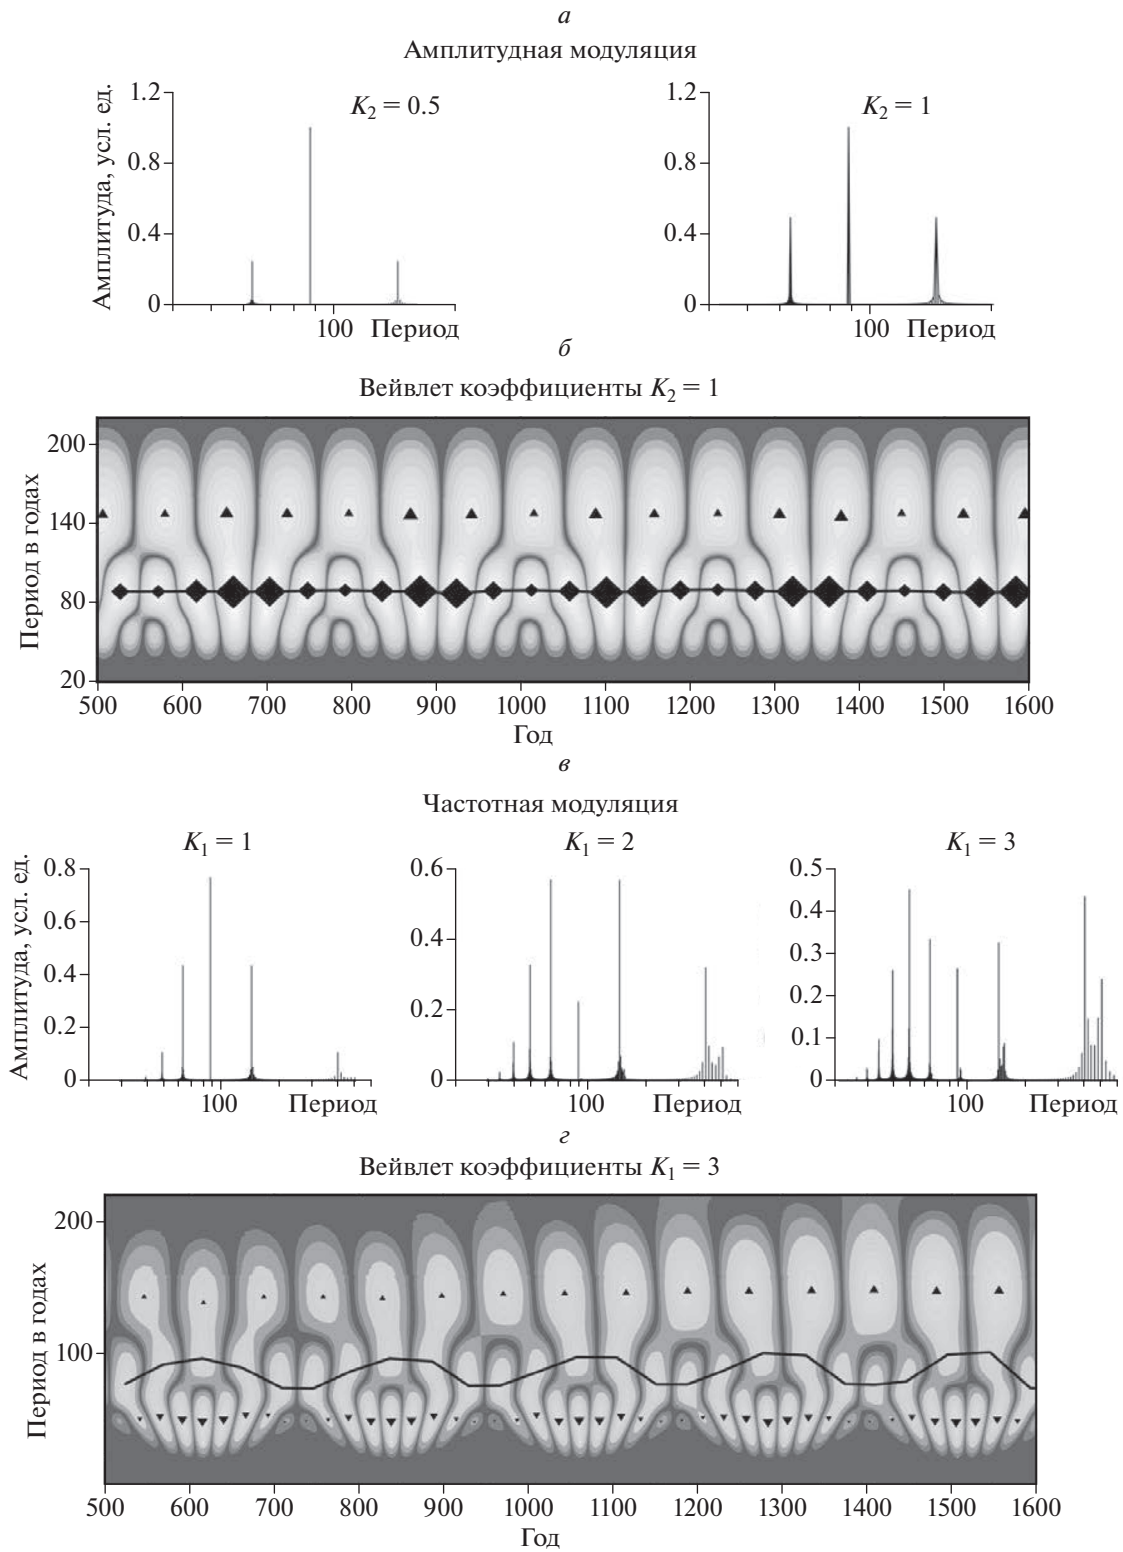 а
Амплитудная модуляция
Амплитуда, усл. ед.
1.2
0.8
0.4
0
K2 = 0.5
100 Период
1.2
0.8
0.4
0
K2 = 1
100 Период
б
Вейвлет коэффициенты K2 = 1
Период в годах
200
140
80
20
500 600 700 800 900 1000 1100 1200 1300 1400 1500 1600
Год
в
Частотная модуляция
Амплитуда, усл. ед.
K1 = 1
0.8
0.6
0.4
0.2
0
100 Период
K1 = 2
0.6
0.4
0.2
0
100 Период
K1 = 3
0.5
0.4
0.3
0.2
0.1
0
100 Период
г
Вейвлет коэффициенты K1 = 3
Период в годах
200
100
500 600 700 800 900 1000 1100 1200 1300 1400 1500 1600
Год